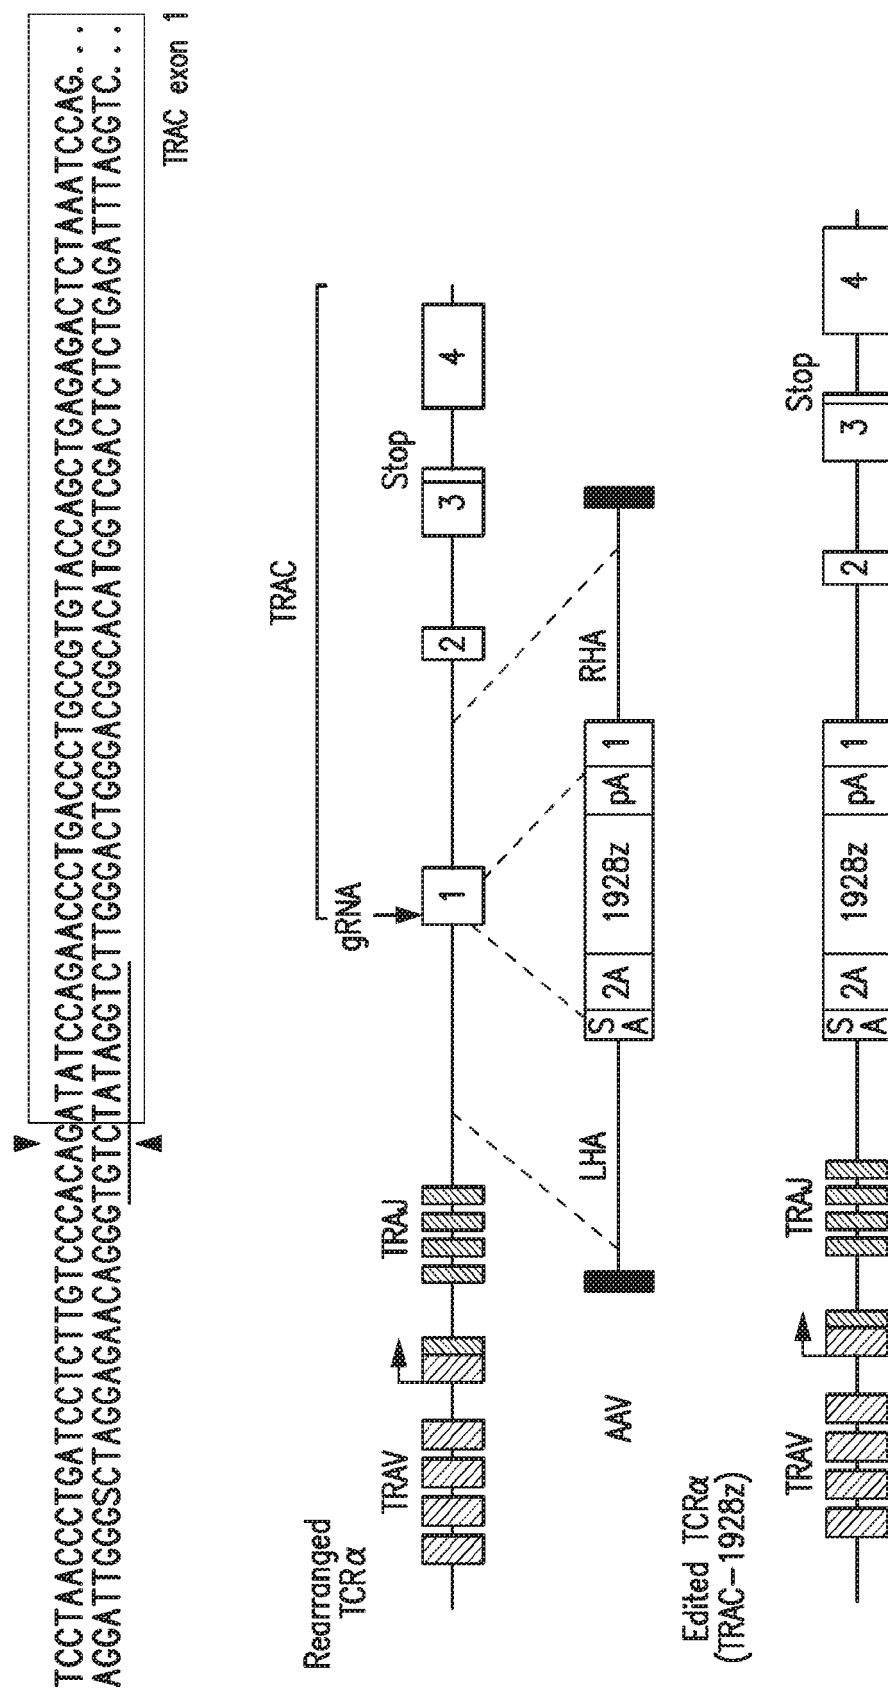 TCCTAACCCTGATCCTCTTGTCCCACAGATATCCAGAACCCTGACCCTGCCGTGTACCAGCTGAGAGACTCTAAATCCAG...
AGGATTGGGSCTAGGAGAACAGGGTGTCTATAGGTCTTGGGACTGGGACGGCACATGGTCGACTCTCTGAGATTTAGGTC...
TRAC exon 1
TRAC
Rearranged
TCRα
TRAV
TRAJ
gRNA
1
2
3
Stop
4
AAV
LHA
SA
2A
1928z
pA
1
RHA
Edited TCRα
(TRAC-1928z)
TRAV
TRAJ
SA
2A
1928z
pA
1
2
3
Stop
4